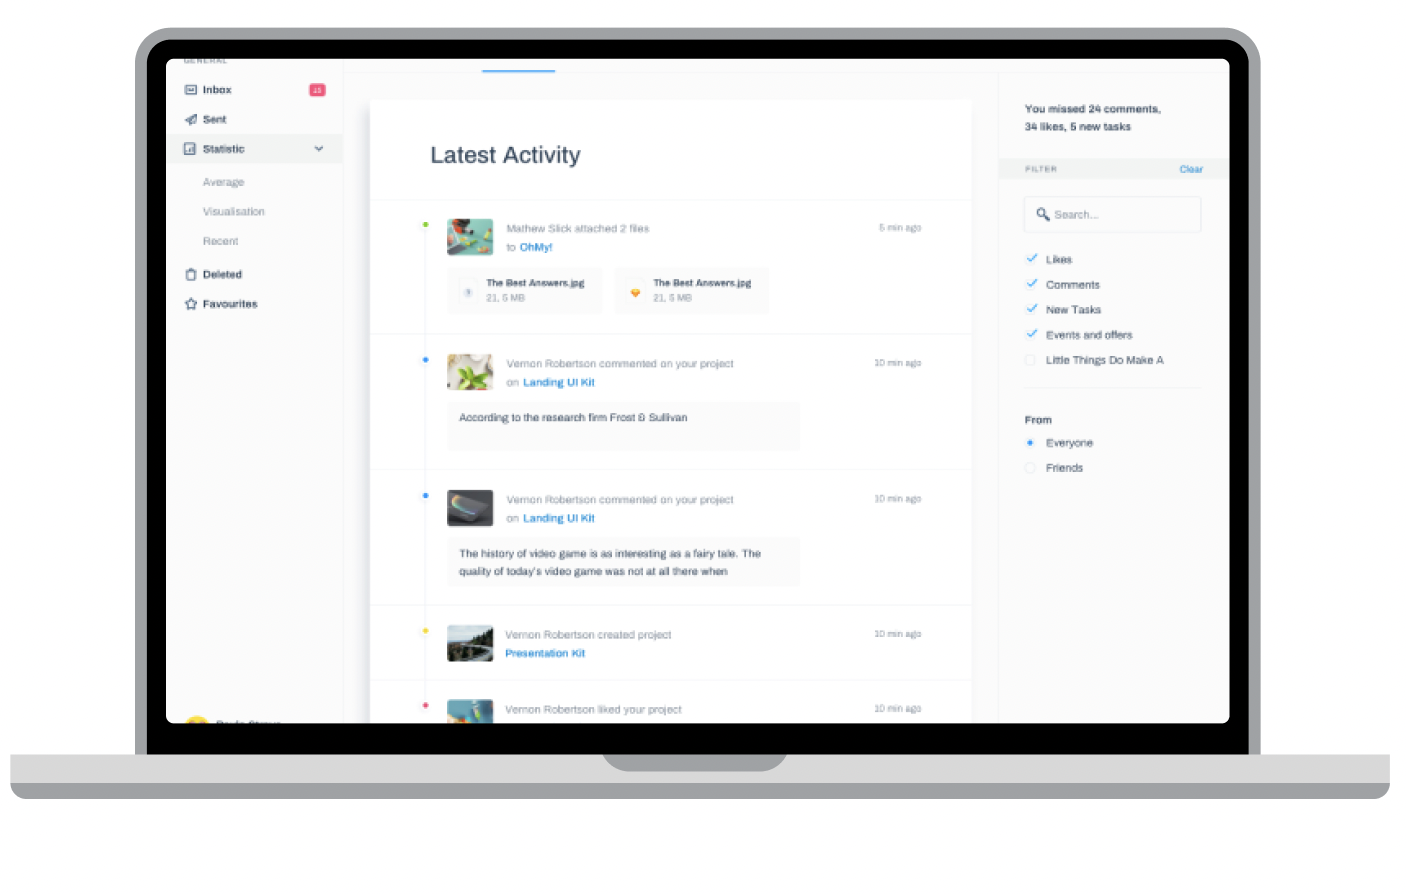 GENERAL
Inbox
15
Sent
Statistic
Average
Visualisation
Recent
Deleted
Favourites
Latest Activity
Mathew Slick attached 2 files
5 min ago
to OhMy!
The Best Answers.jpg
21, 5 MB
The Best Answers.jpg
21, 5 MB
Vernon Robertson commented on your project
10 min ago
on Landing UI Kit
According to the research firm Frost & Sullivan
Vernon Robertson commented on your project
10 min ago
on Landing UI Kit
The history of video game is as interesting as a fairy tale. The
quality of today's video game was not at all there when
Vernon Robertson created project
10 min ago
Presentation Kit
Vernon Robertson liked your project
10 min ago
You missed 24 comments,
34 likes, 5 new tasks
FILTER
Clear
Search...
Likes
Comments
New Tasks
Events and offers
Little Things Do Make A
From
Everyone
Friends